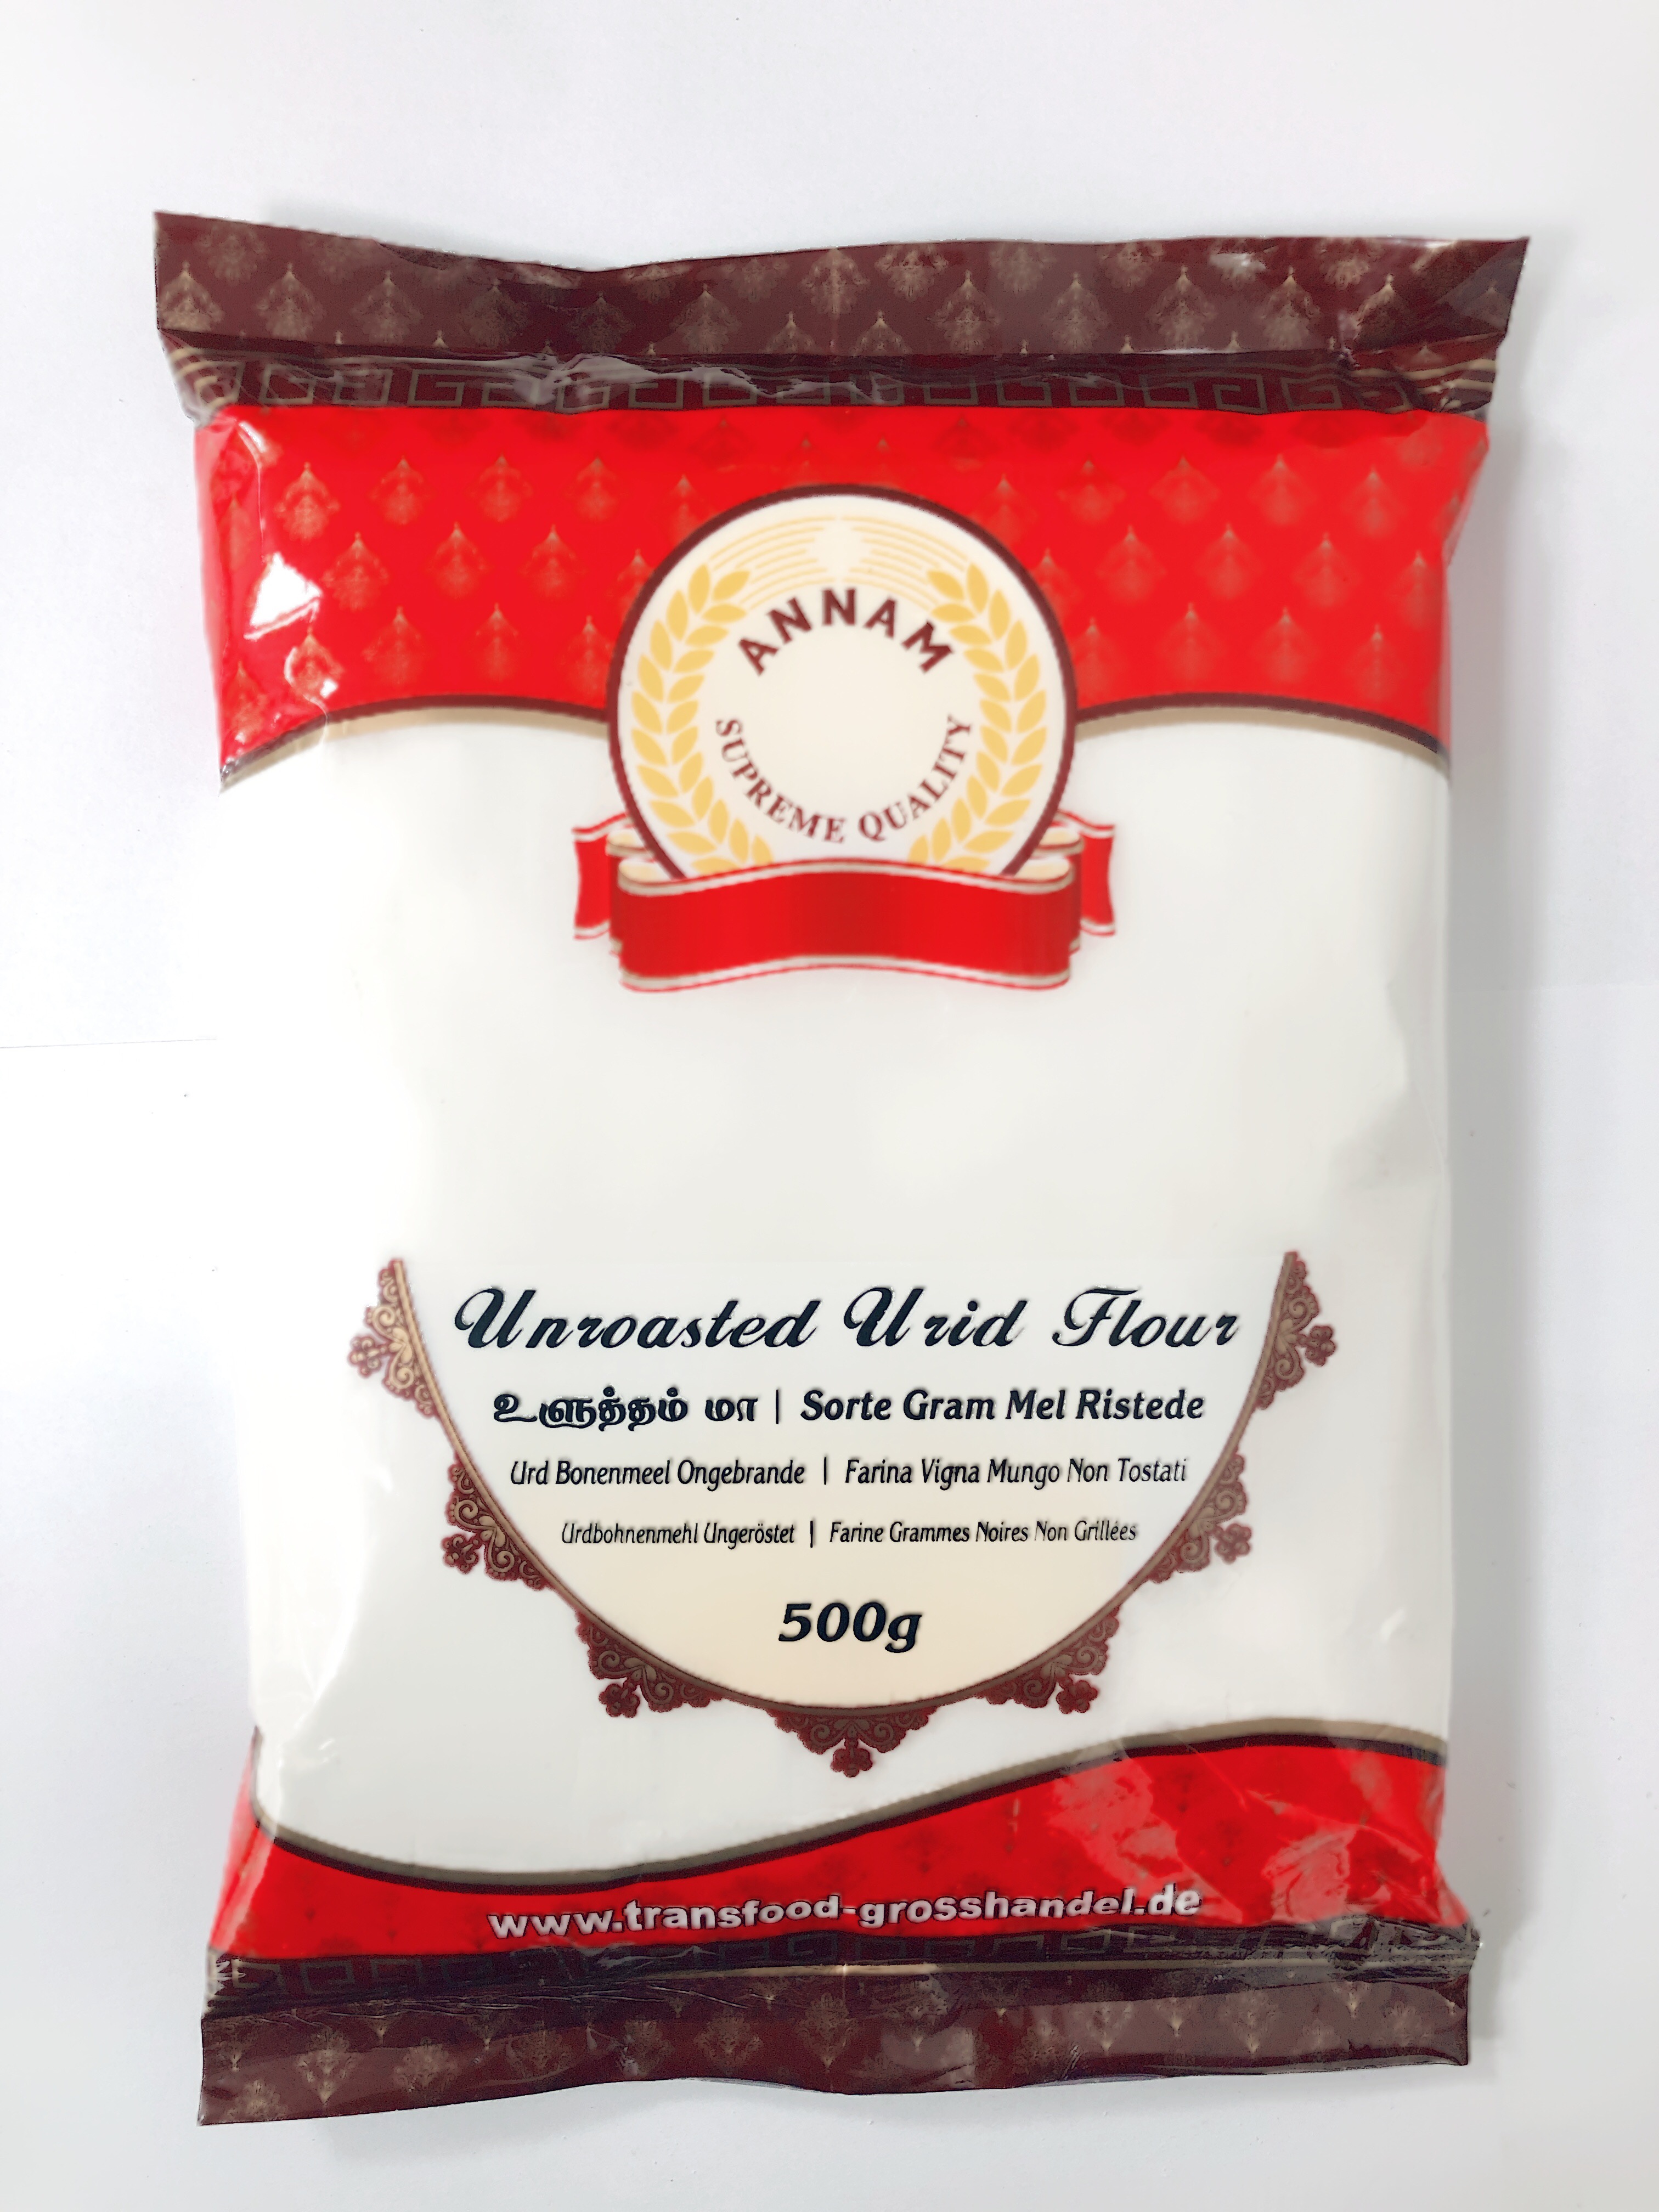 ANNAM
SUPREME QUALITY
Unroasted Urid Flour
உளுத்தம் மா | Sorte Gram Mel Ristede
Urd Bonenmeel Ongebrande | Farina Vigna Mungo Non Tostati
Urdbohnenmehl Ungeröstet | Farine Grammes Noires Non Grillées
500g
www.transfood-grosshandel.de